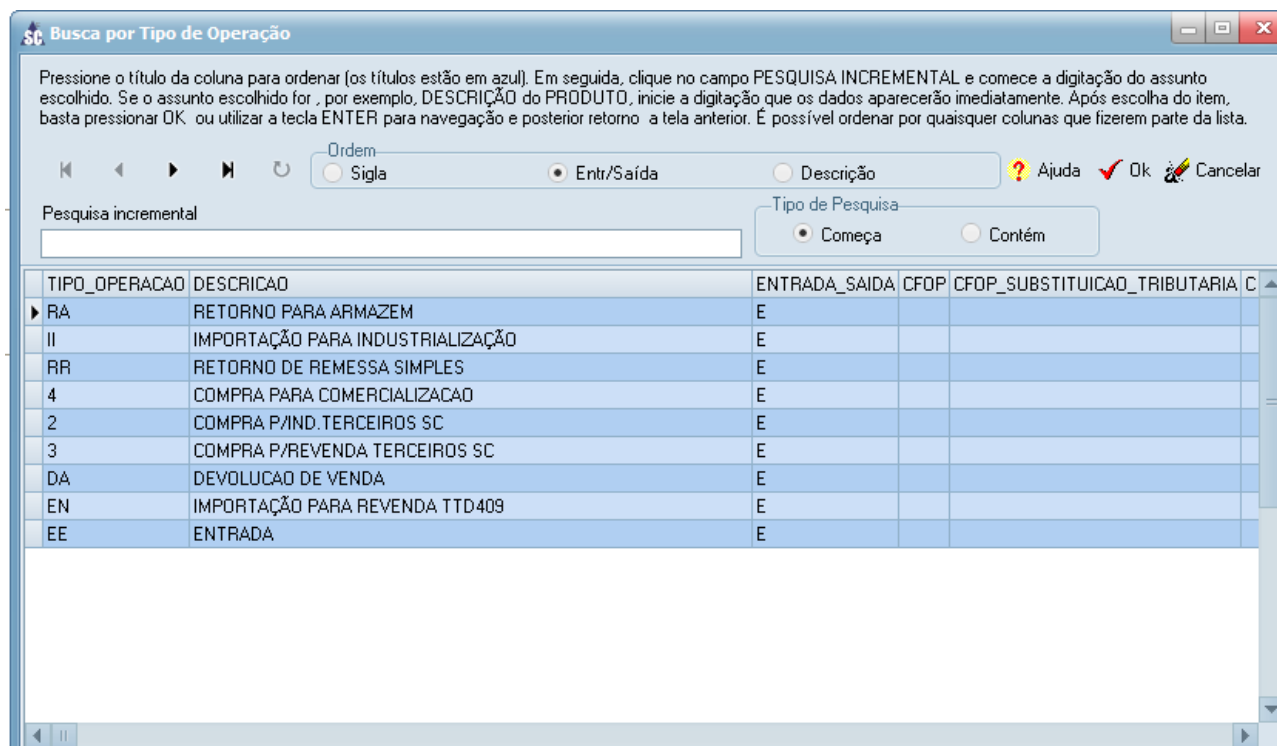 SC Busca por Tipo de Operação
Pressione o título da coluna para ordenar (os títulos estão em azul). Em seguida, clique no campo PESQUISA INCREMENTAL e comece a digitação do assunto
escolhido. Se o assunto escolhido for , por exemplo, DESCRIÇÃO do PRODUTO, inicie a digitação que os dados aparecerão imediatamente. Após escolha do item,
basta pressionar OK ou utilizar a tecla ENTER para navegação e posterior retorno a tela anterior. É possível ordenar por quaisquer colunas que fizerem parte da lista.
Ordem
Sigla Entr/Saída Descrição ? Ajuda Ok Cancelar
Pesquisa incremental Tipo de Pesquisa
Começa Contém
TIPO_OPERACAO DESCRICAO ENTRADA_SAIDA CFOP CFOP_SUBSTITUICAO_TRIBUTARIA C
RA RETORNO PARA ARMAZEM E
II IMPORTAÇÃO PARA INDUSTRIALIZAÇÃO E
RR RETORNO DE REMESSA SIMPLES E
4 COMPRA PARA COMERCIALIZACAO E
2 COMPRA P/IND.TERCEIROS SC E
3 COMPRA P/REVENDA TERCEIROS SC E
DA DEVOLUCAO DE VENDA E
EN IMPORTAÇÃO PARA REVENDA TTD409 E
EE ENTRADA E